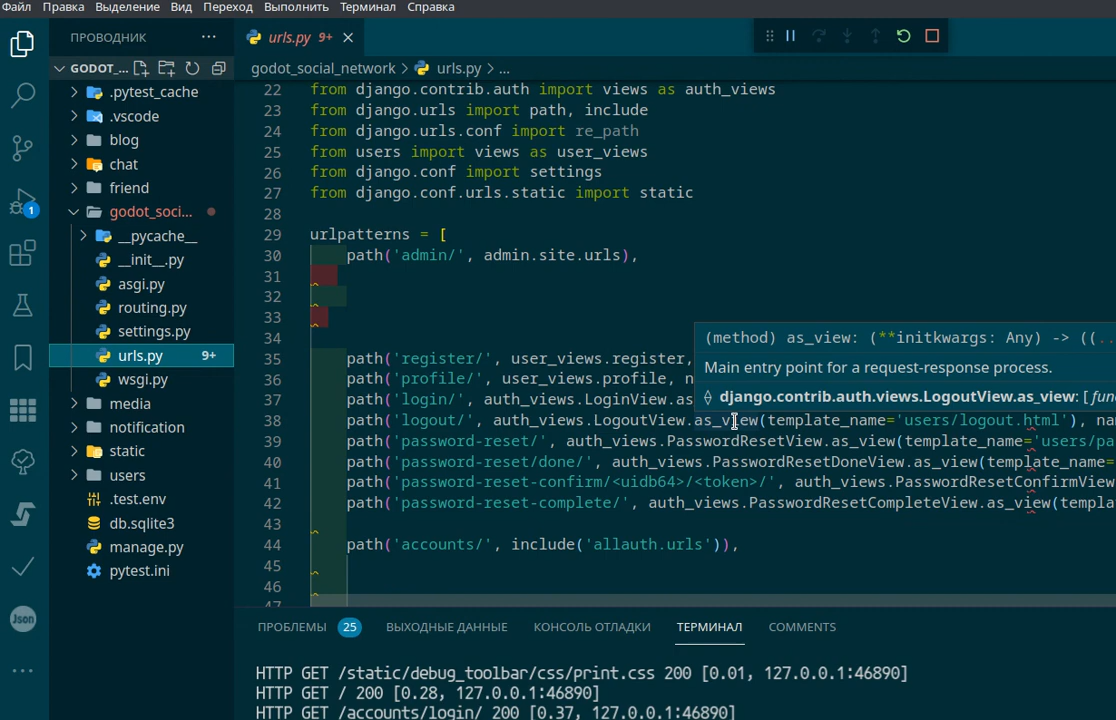 Файл Правка Выделение Вид Переход Выполнить Терминал Справка
ПРОВОДНИК ...
urls.py 9+
GODOT_...
godot_social_network > urls.py > ...
.pytest_cache
.vscode
blog
chat
friend
godot_soci...
__pycache__
__init__.py
asgi.py
routing.py
settings.py
urls.py 9+
wsgi.py
media
notification
static
users
.test.env
db.sqlite3
manage.py
pytest.ini
1
Json
22 from django.contrib.auth import views as auth_views
23 from django.urls import path, include
24 from django.urls.conf import re_path
25 from users import views as user_views
26 from django.conf import settings
27 from django.conf.urls.static import static
28
29 urlpatterns = [
30 path('admin/', admin.site.urls),
31
32
33
34
(method) as_view: (**initkwargs: Any) -> ((...
Main entry point for a request-response process.
django.contrib.auth.views.LogoutView.as_view: [func
35 path('register/', user_views.register,
36 path('profile/', user_views.profile, n
37 path('login/', auth_views.LoginView.as
38 path('logout/', auth_views.LogoutView.as_view(template_name='users/logout.html'), nam
39 path('password-reset/', auth_views.PasswordResetView.as_view(template_name='users/pa
40 path('password-reset/done/', auth_views.PasswordResetDoneView.as_view(template_name=
41 path('password-reset-confirm/<uidb64>/<token>/', auth_views.PasswordResetConfirmView
42 path('password-reset-complete/', auth_views.PasswordResetCompleteView.as_view(templa
43
44 path('accounts/', include('allauth.urls')),
45
46
47
ПРОБЛЕМЫ 25 ВЫХОДНЫЕ ДАННЫЕ КОНСОЛЬ ОТЛАДКИ ТЕРМИНАЛ COMMENTS
HTTP GET /static/debug_toolbar/css/print.css 200 [0.01, 127.0.0.1:46890]
HTTP GET / 200 [0.28, 127.0.0.1:46890]
HTTP GET /accounts/login/ 200 [0.37, 127.0.0.1:46890]